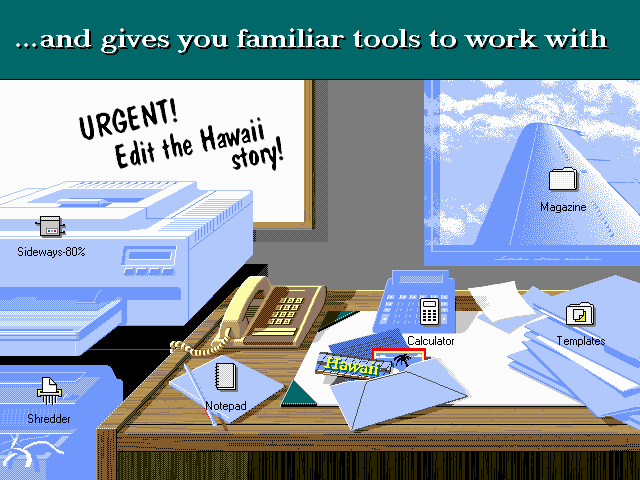 ...and gives you familiar tools to work with
URGENT!
Edit the Hawaii
story!
Magazine
Sideways-80%
Calculator
Templates
Hawaii
Shredder
Notepad